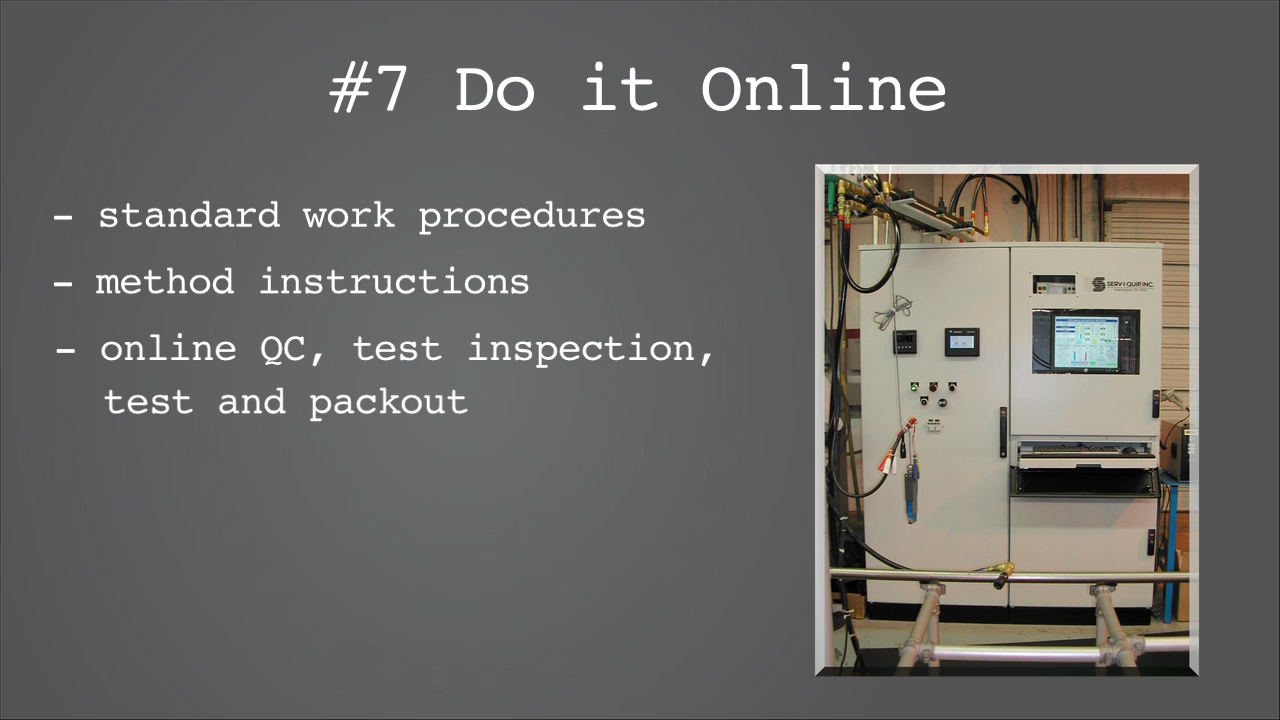 #7 Do it Online
- standard work procedures
- method instructions
- online QC, test inspection,
test and packout
SERV-I-QUIP, INC.